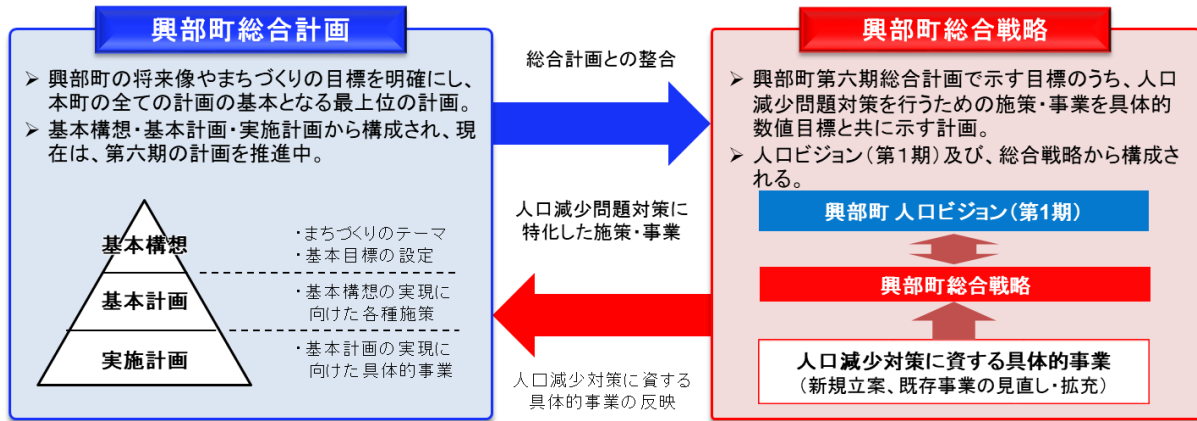 興部町総合計画
➢ 興部町の将来像やまちづくりの目標を明確にし、
本町の全ての計画の基本となる最上位の計画。
➢ 基本構想・基本計画・実施計画から構成され、現
在は、第六期の計画を推進中。
基本構想
・まちづくりのテーマ
・基本目標の設定
基本計画
・基本構想の実現に
向けた各種施策
実施計画
・基本計画の実現に
向けた具体的事業
総合計画との整合
人口減少問題対策に
特化した施策・事業
人口減少対策に資する
具体的事業の反映
興部町総合戦略
➢ 興部町第六期総合計画で示す目標のうち、人口
減少問題対策を行うための施策・事業を具体的
数値目標と共に示す計画。
➢ 人口ビジョン(第1期)及び、総合戦略から構成さ
れる。
興部町 人口ビジョン(第1期)
興部町総合戦略
人口減少対策に資する具体的事業
(新規立案、既存事業の見直し・拡充)